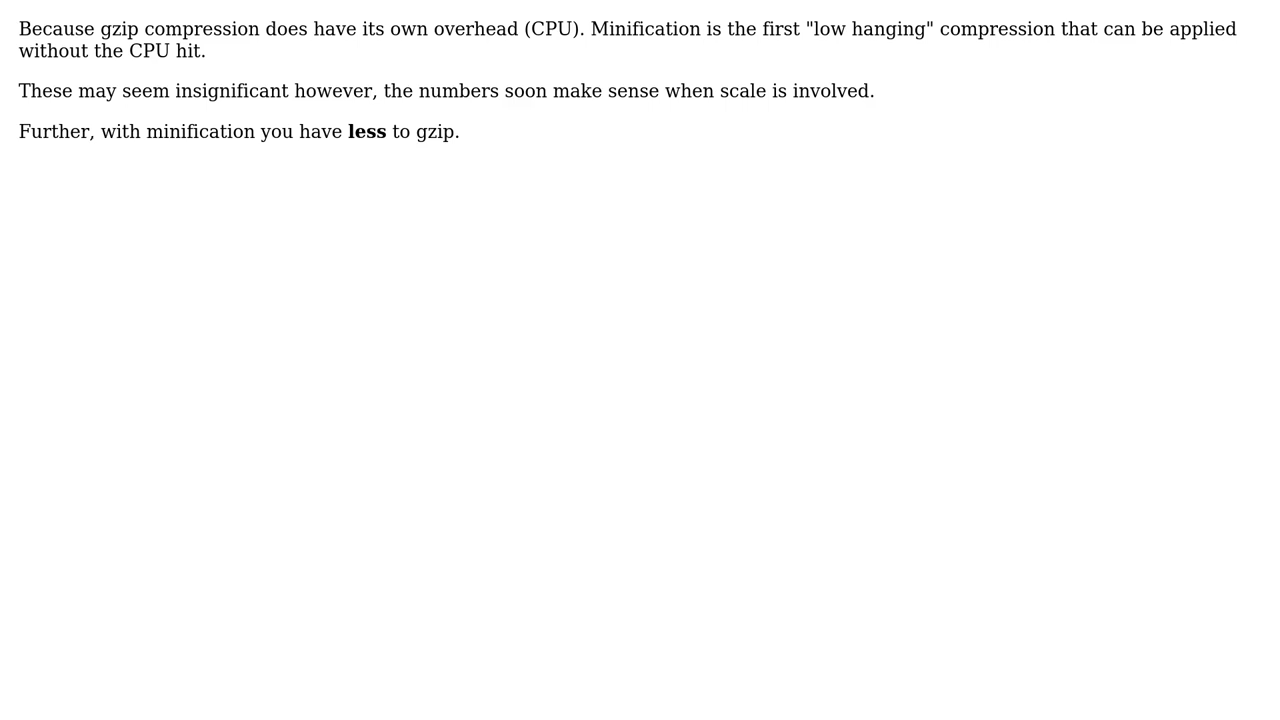 Because gzip compression does have its own overhead (CPU). Minification is the first "low hanging" compression that can be applied
without the CPU hit.
These may seem insignificant however, the numbers soon make sense when scale is involved.
Further, with minification you have less to gzip.